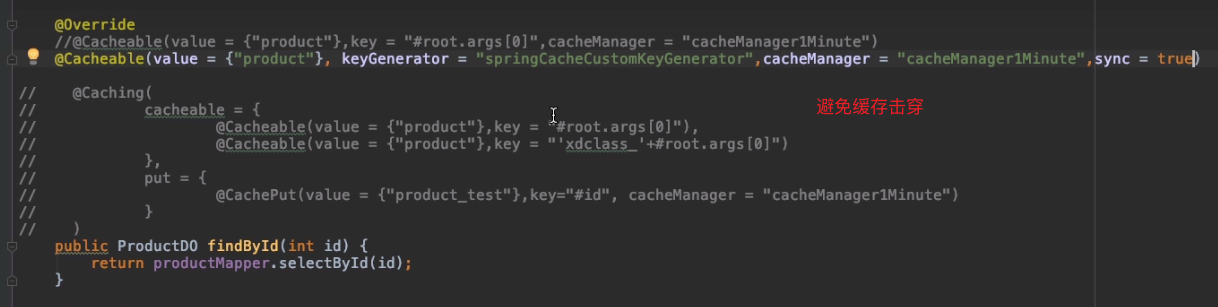 @Override
//@Cacheable(value = {"product"},key = "#root.args[0]",cacheManager = "cacheManager1Minute")
@Cacheable(value = {"product"}, keyGenerator = "springCacheCustomKeyGenerator",cacheManager = "cacheManager1Minute",sync = true)
//    @Caching(
//            cacheable = {
避免缓存击穿
//                    @Cacheable(value = {"product"},key = "#root.args[0]"),
//                    @Cacheable(value = {"product"},key = "'xdclass_'+#root.args[0]")
//            },
//            put = {
//                    @CachePut(value = {"product_test"},key="#id", cacheManager = "cacheManager1Minute")
//            }
//    )
public ProductDO findById(int id) {
    return productMapper.selectById(id);
}